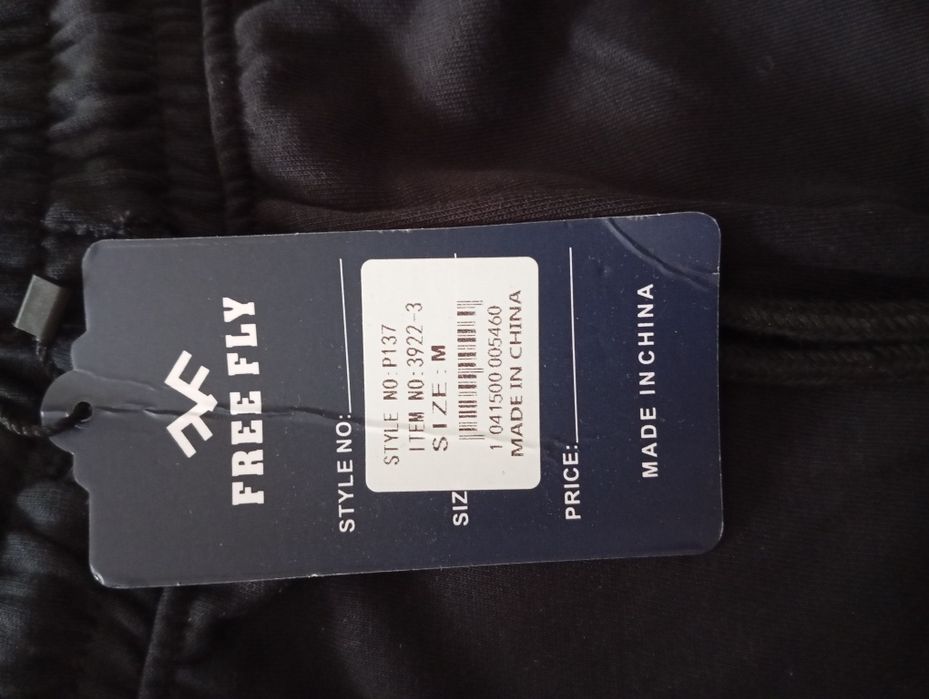 FREE FLY
STYLE NO:
STYLE NO:P137
ITEM NO:3922-3
SIZE:M
1 041500 005460
MADE IN CHINA
SIZ
PRICE:
MADE IN CHINA